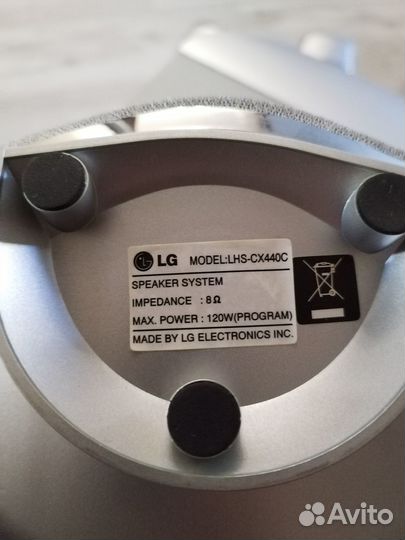 LG MODEL:LHS-CX440C
SPEAKER SYSTEM
IMPEDANCE : 8Ω
MAX. POWER : 120W(PROGRAM)
MADE BY LG ELECTRONICS INC.
Avito